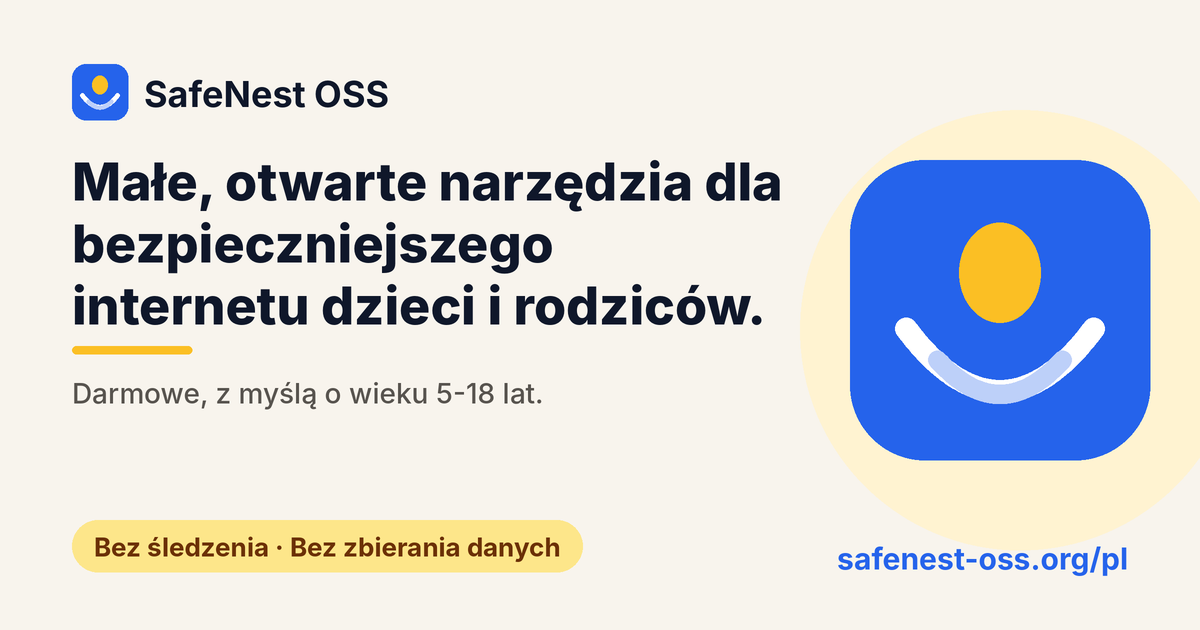 SafeNest OSS
Małe, otwarte narzędzia dla
bezpieczniejszego
internetu dzieci i rodziców.
Darmowe, z myślą o wieku 5-18 lat.
Bez śledzenia · Bez zbierania danych
safenest-oss.org/pl